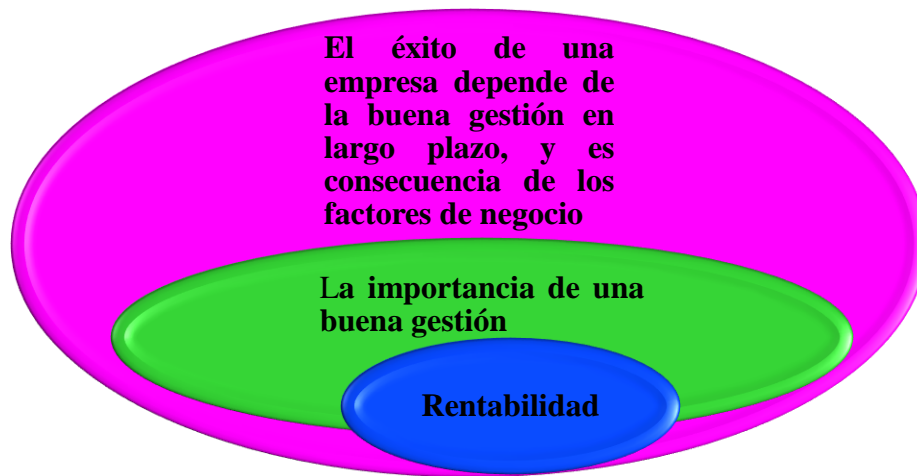 El éxito de una
empresa depende de
la buena gestión en
largo plazo, y es
consecuencia de los
factores de negocio
La importancia de una
buena gestión
Rentabilidad